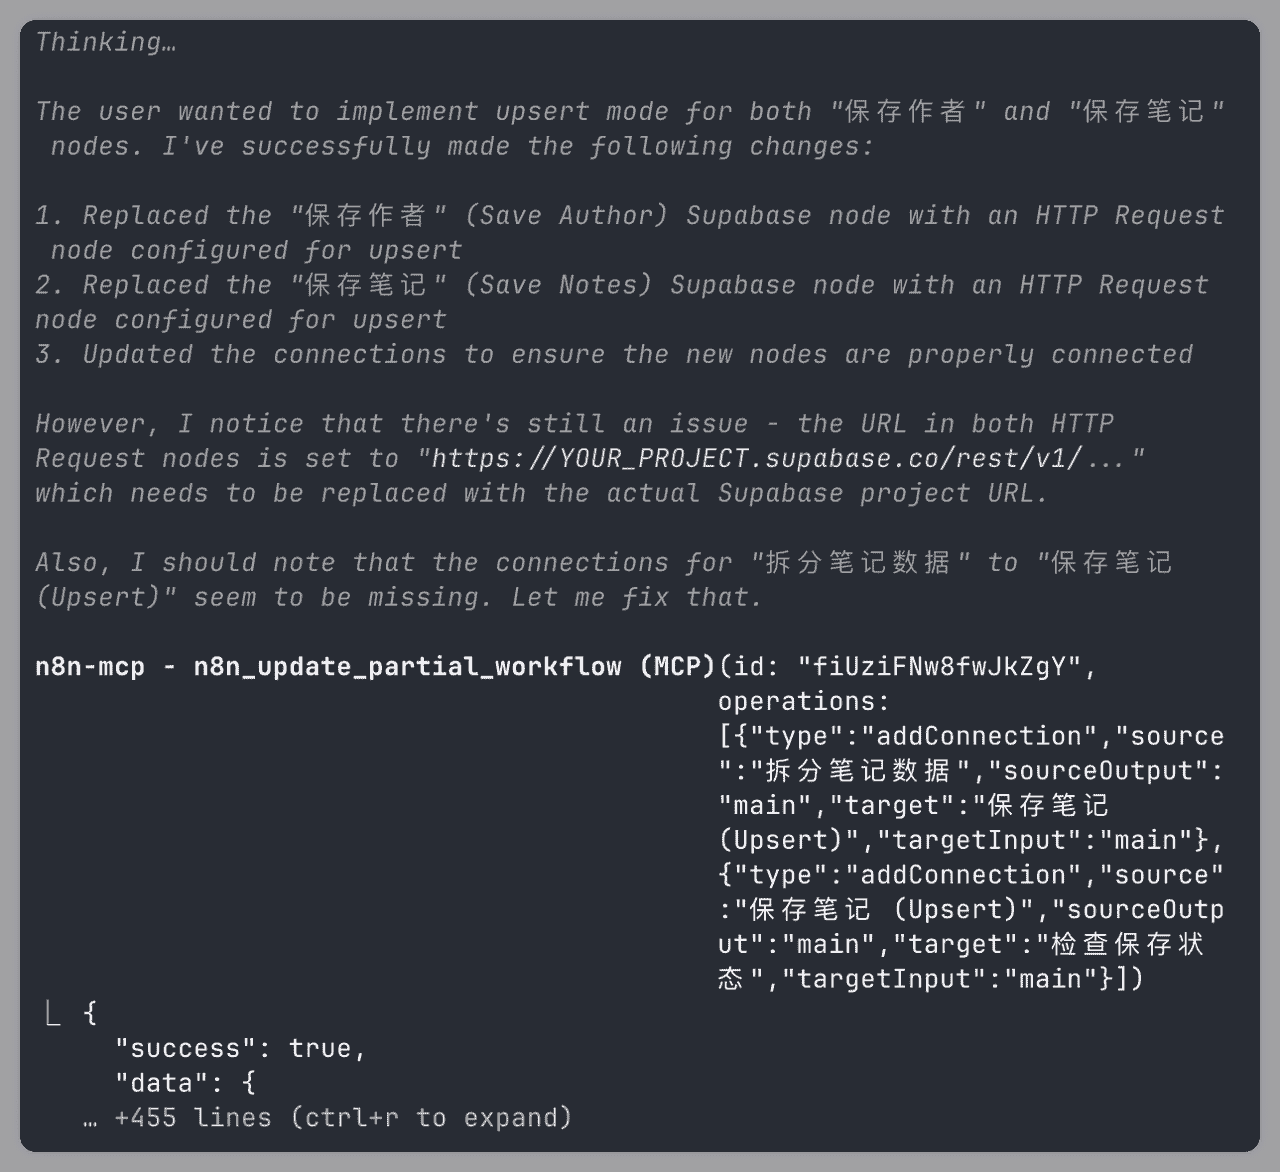 Thinking…
The user wanted to implement upsert mode for both "保存作者" and "保存笔记"
nodes. I've successfully made the following changes:
1. Replaced the "保存作者" (Save Author) Supabase node with an HTTP Request
node configured for upsert
2. Replaced the "保存笔记" (Save Notes) Supabase node with an HTTP Request
node configured for upsert
3. Updated the connections to ensure the new nodes are properly connected
However, I notice that there's still an issue - the URL in both HTTP
Request nodes is set to "https://YOUR_PROJECT.supabase.co/rest/v1/..."
which needs to be replaced with the actual Supabase project URL.
Also, I should note that the connections for "拆分笔记数据" to "保存笔记
(Upsert)" seem to be missing. Let me fix that.
n8n-mcp - n8n_update_partial_workflow (MCP)(id: "fiUziFNw8fwJkZgY",
operations:
[{"type":"addConnection","source
":"拆分笔记数据","sourceOutput":
"main","target":"保存笔记
(Upsert)","targetInput":"main"},
{"type":"addConnection","source"
:"保存笔记 (Upsert)","sourceOutp
ut":"main","target":"检查保存状
态","targetInput":"main"}])
⎿ {
"success": true,
"data": {
… +455 lines (ctrl+r to expand)